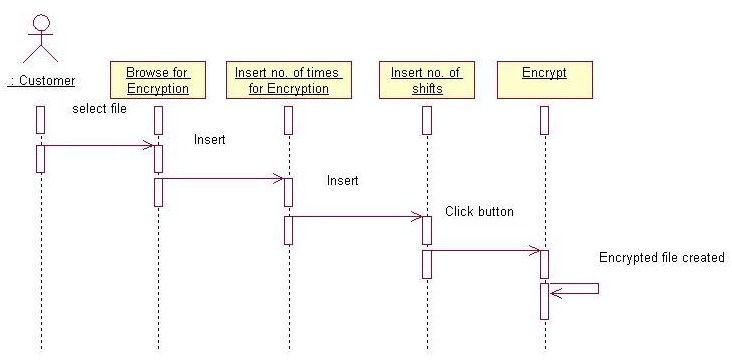 : Customer
Browse for
Encryption
Insert no. of times
for Encryption
Insert no. of
shifts
Encrypt
select file
Insert
Insert
Click button
Encrypted file created